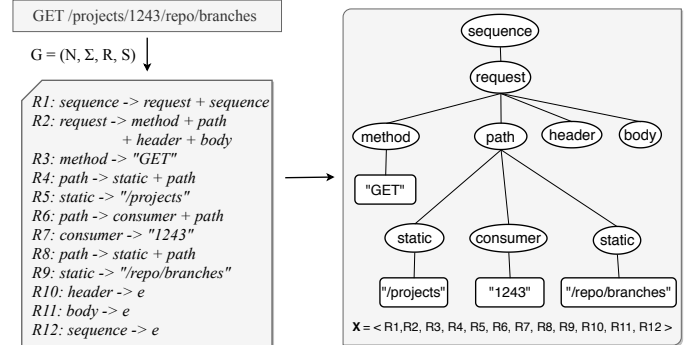 GET /projects/1243/repo/branches
G = (N, Σ, R, S)
R1: sequence -> request + sequence
R2: request -> method + path
+ header + body
R3: method -> "GET"
R4: path -> static + path
R5: static -> "/projects"
R6: path -> consumer + path
R7: consumer -> "1243"
R8: path -> static + path
R9: static -> "/repo/branches"
R10: header -> e
R11: body -> e
R12: sequence -> e
sequence
request
method path header body
"GET"
static consumer static
"/projects" "1243" "/repo/branches"
X = < R1,R2, R3, R4, R5, R6, R7, R8, R9, R10, R11, R12 >